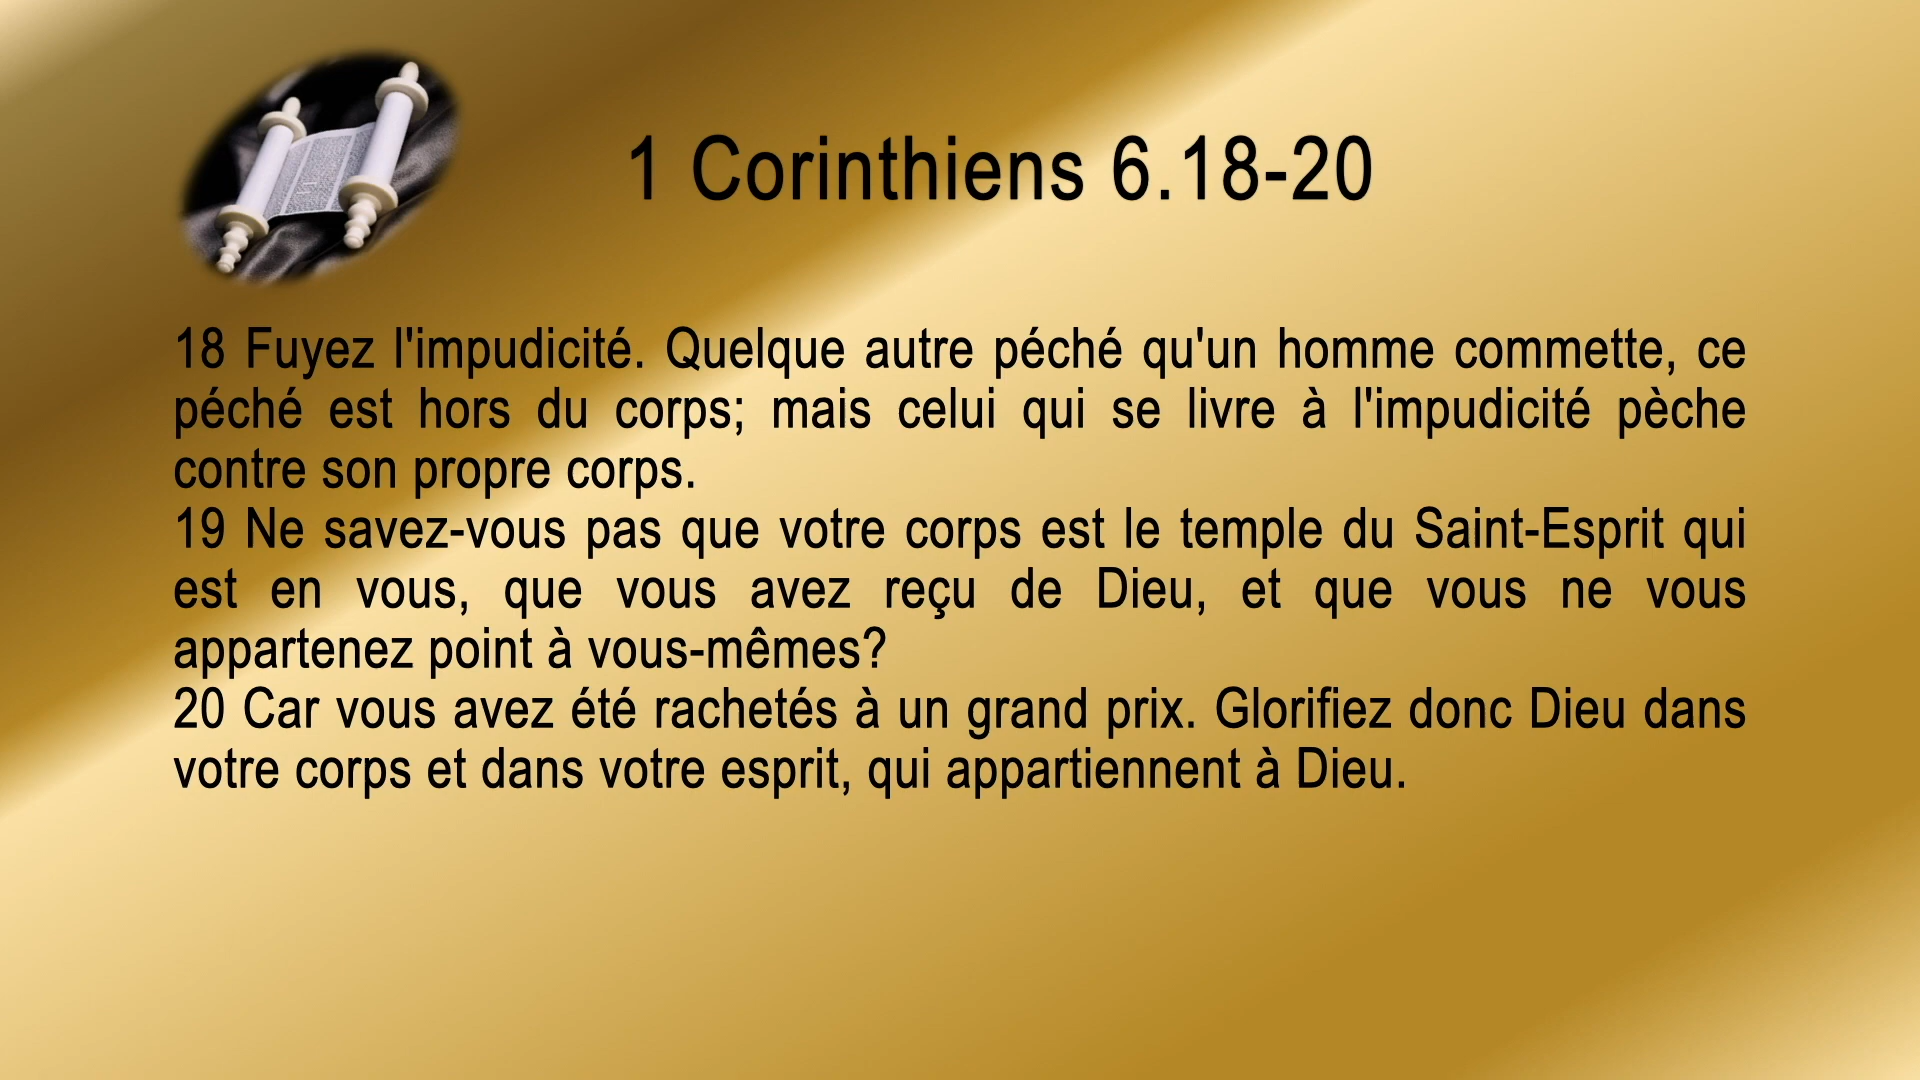 1 Corinthiens 6.18-20
18 Fuyez l'impudicité. Quelque autre péché qu'un homme commette, ce
péché est hors du corps; mais celui qui se livre à l'impudicité pèche
contre son propre corps.
19 Ne savez-vous pas que votre corps est le temple du Saint-Esprit qui
est en vous, que vous avez reçu de Dieu, et que vous ne vous
appartenez point à vous-mêmes?
20 Car vous avez été rachetés à un grand prix. Glorifiez donc Dieu dans
votre corps et dans votre esprit, qui appartiennent à Dieu.